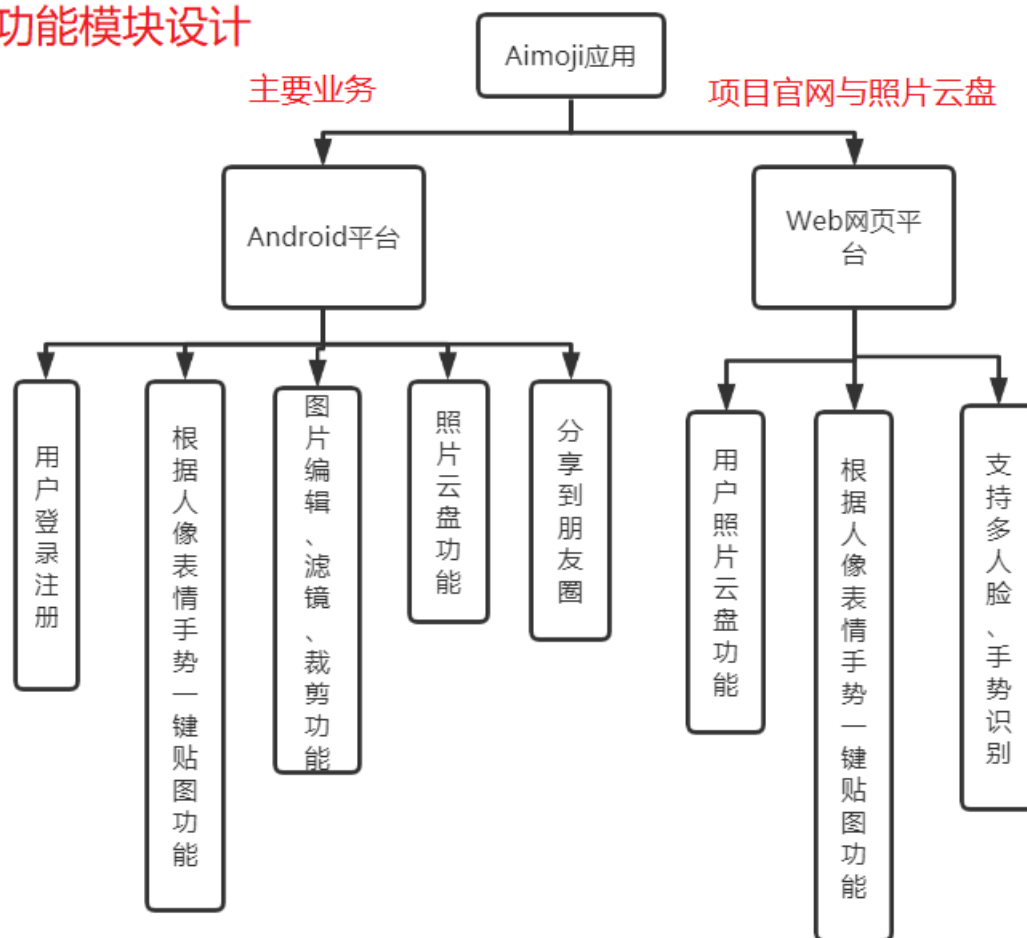 功能模块设计
Aimoji应用
主要业务
项目官网与照片云盘
Android平台
Web网页平
台
用户登录注册
根据人像表情手势一键贴图功能
图片编辑、滤镜、裁剪功能
照片云盘功能
分享到朋友圈
用户照片云盘功能
根据人像表情手势一键贴图功能
支持多人脸、手势识别